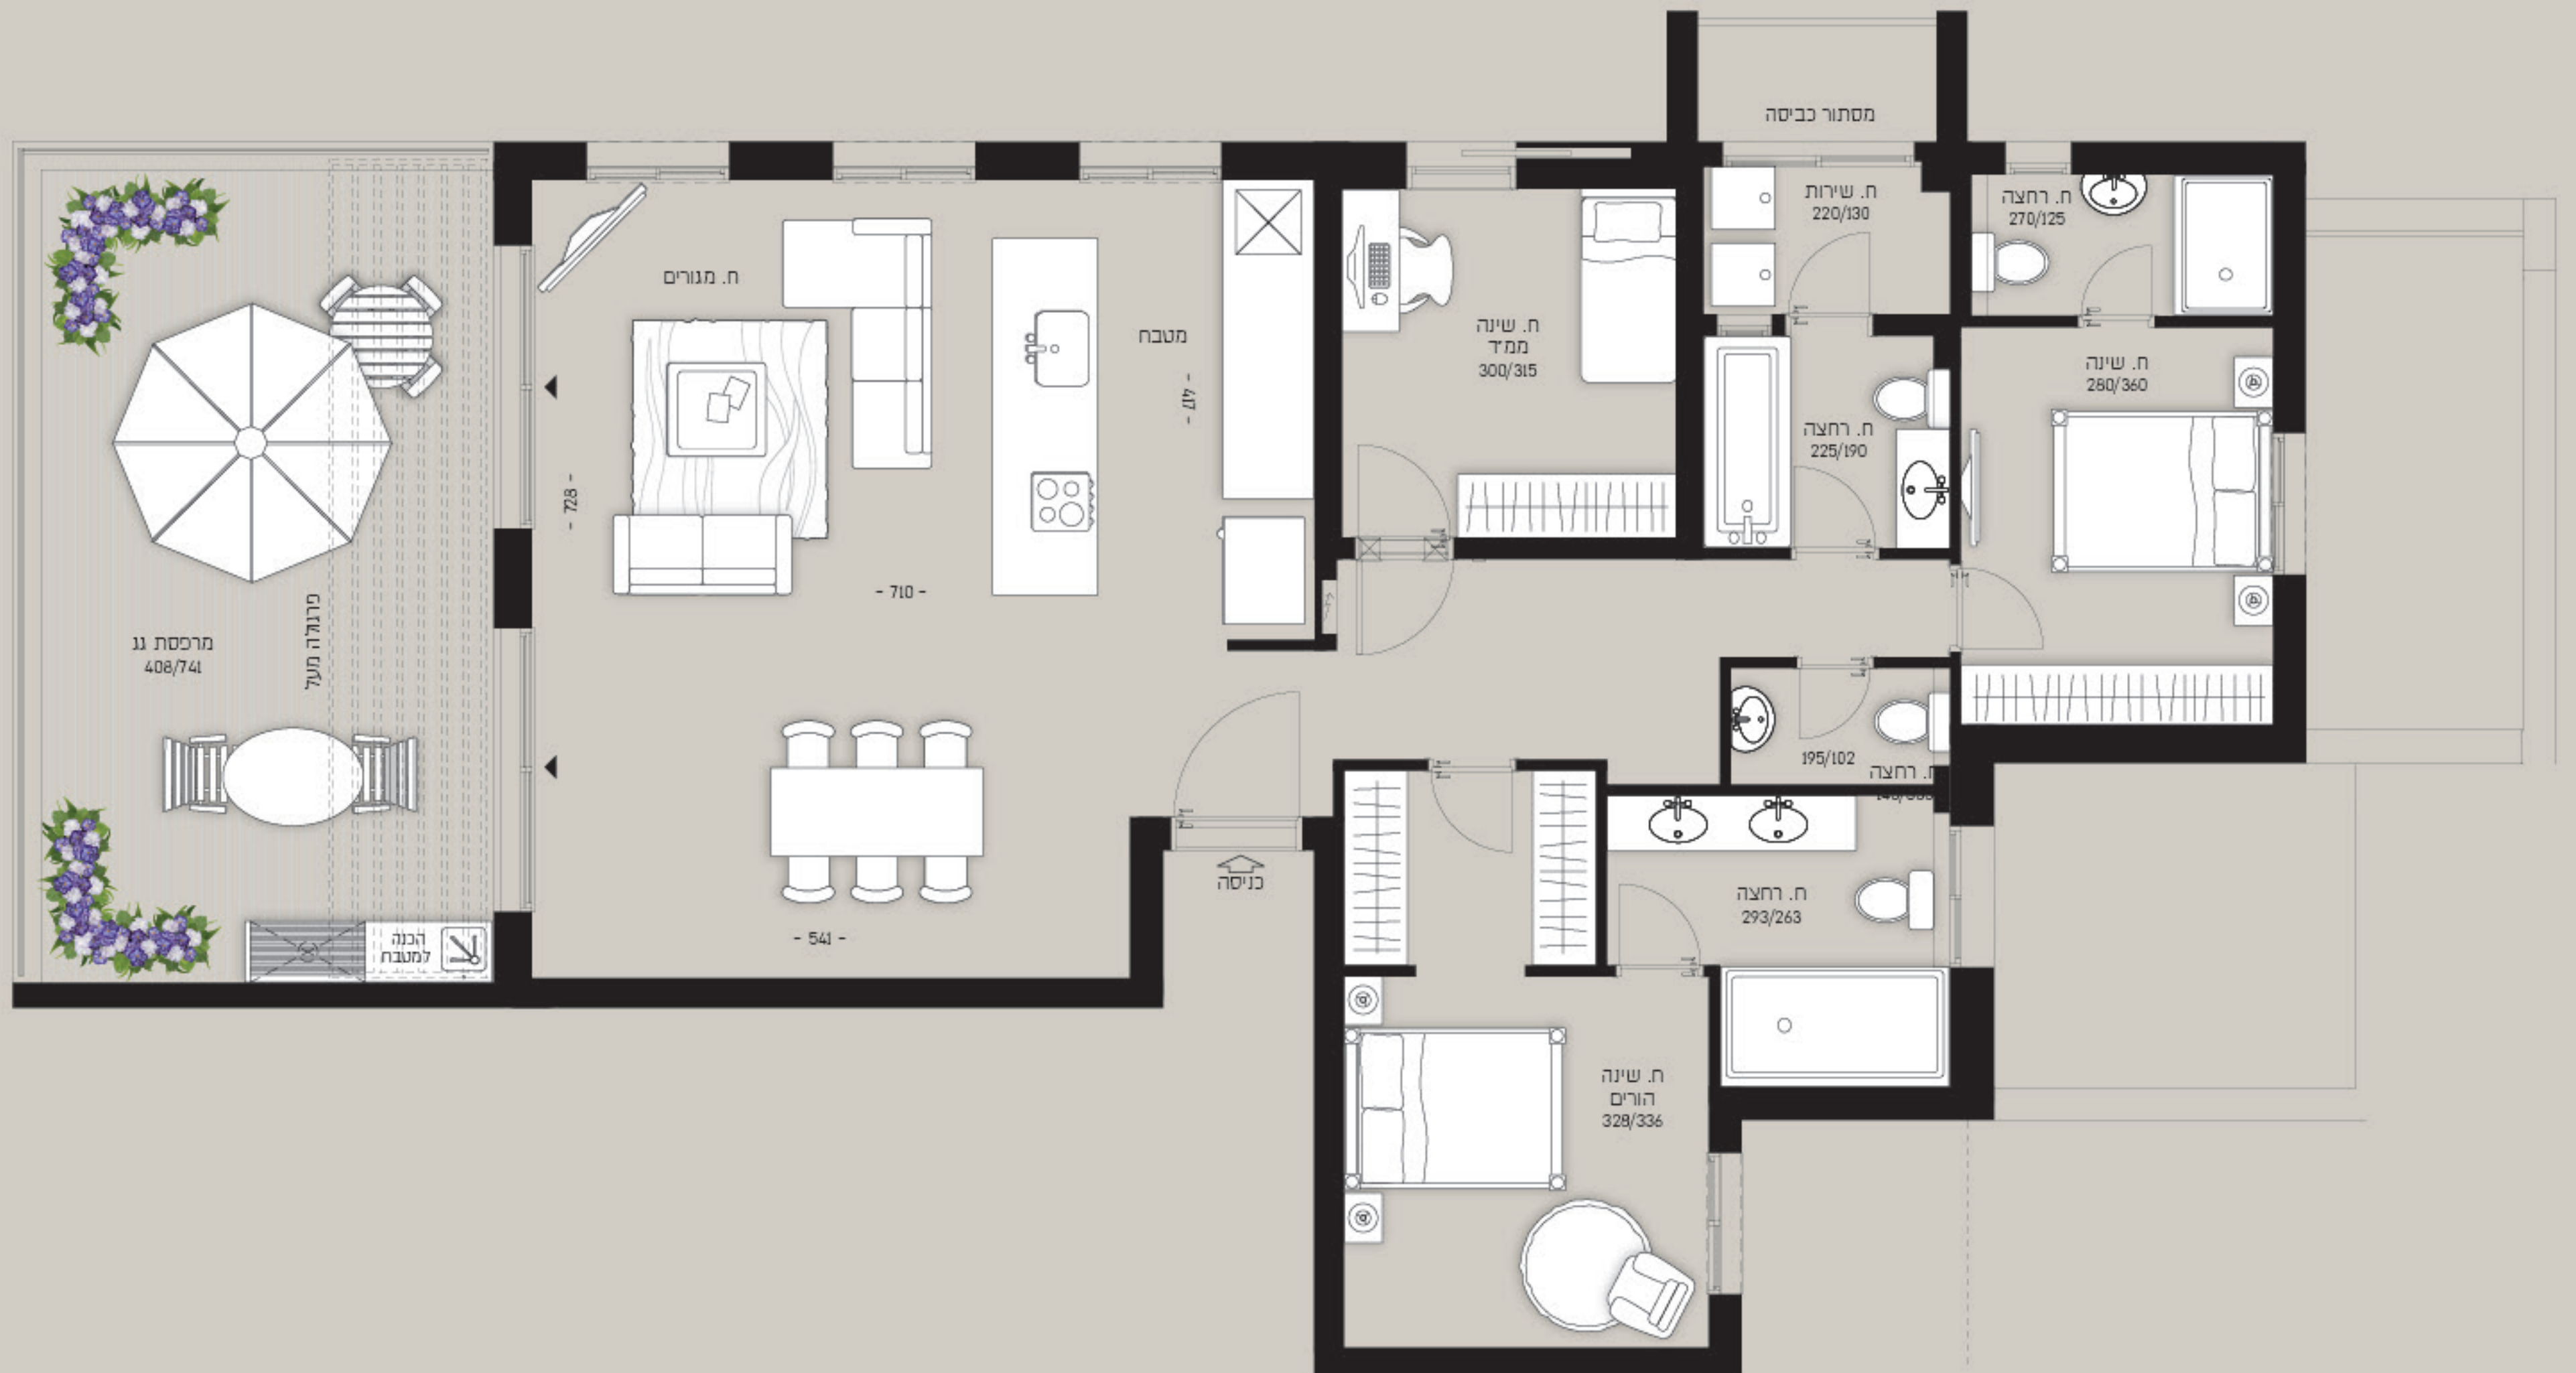 מסתור כביסה
ח. שירות
220/130
ח. רחצה
270/125
ח. מגורים
מטבח
- 417 -
ח. שינה
ממ״ד
300/315
ח. שינה
280/360
ח. רחצה
225/190
- 728 -
- 710 -
פרגולה מעל
מרפסת גג
408/741
195/102
ח. רחצה
כניסה
ח. רחצה
293/263
- 541 -
הכנה
למטבח
ח. שינה
הורים
328/336